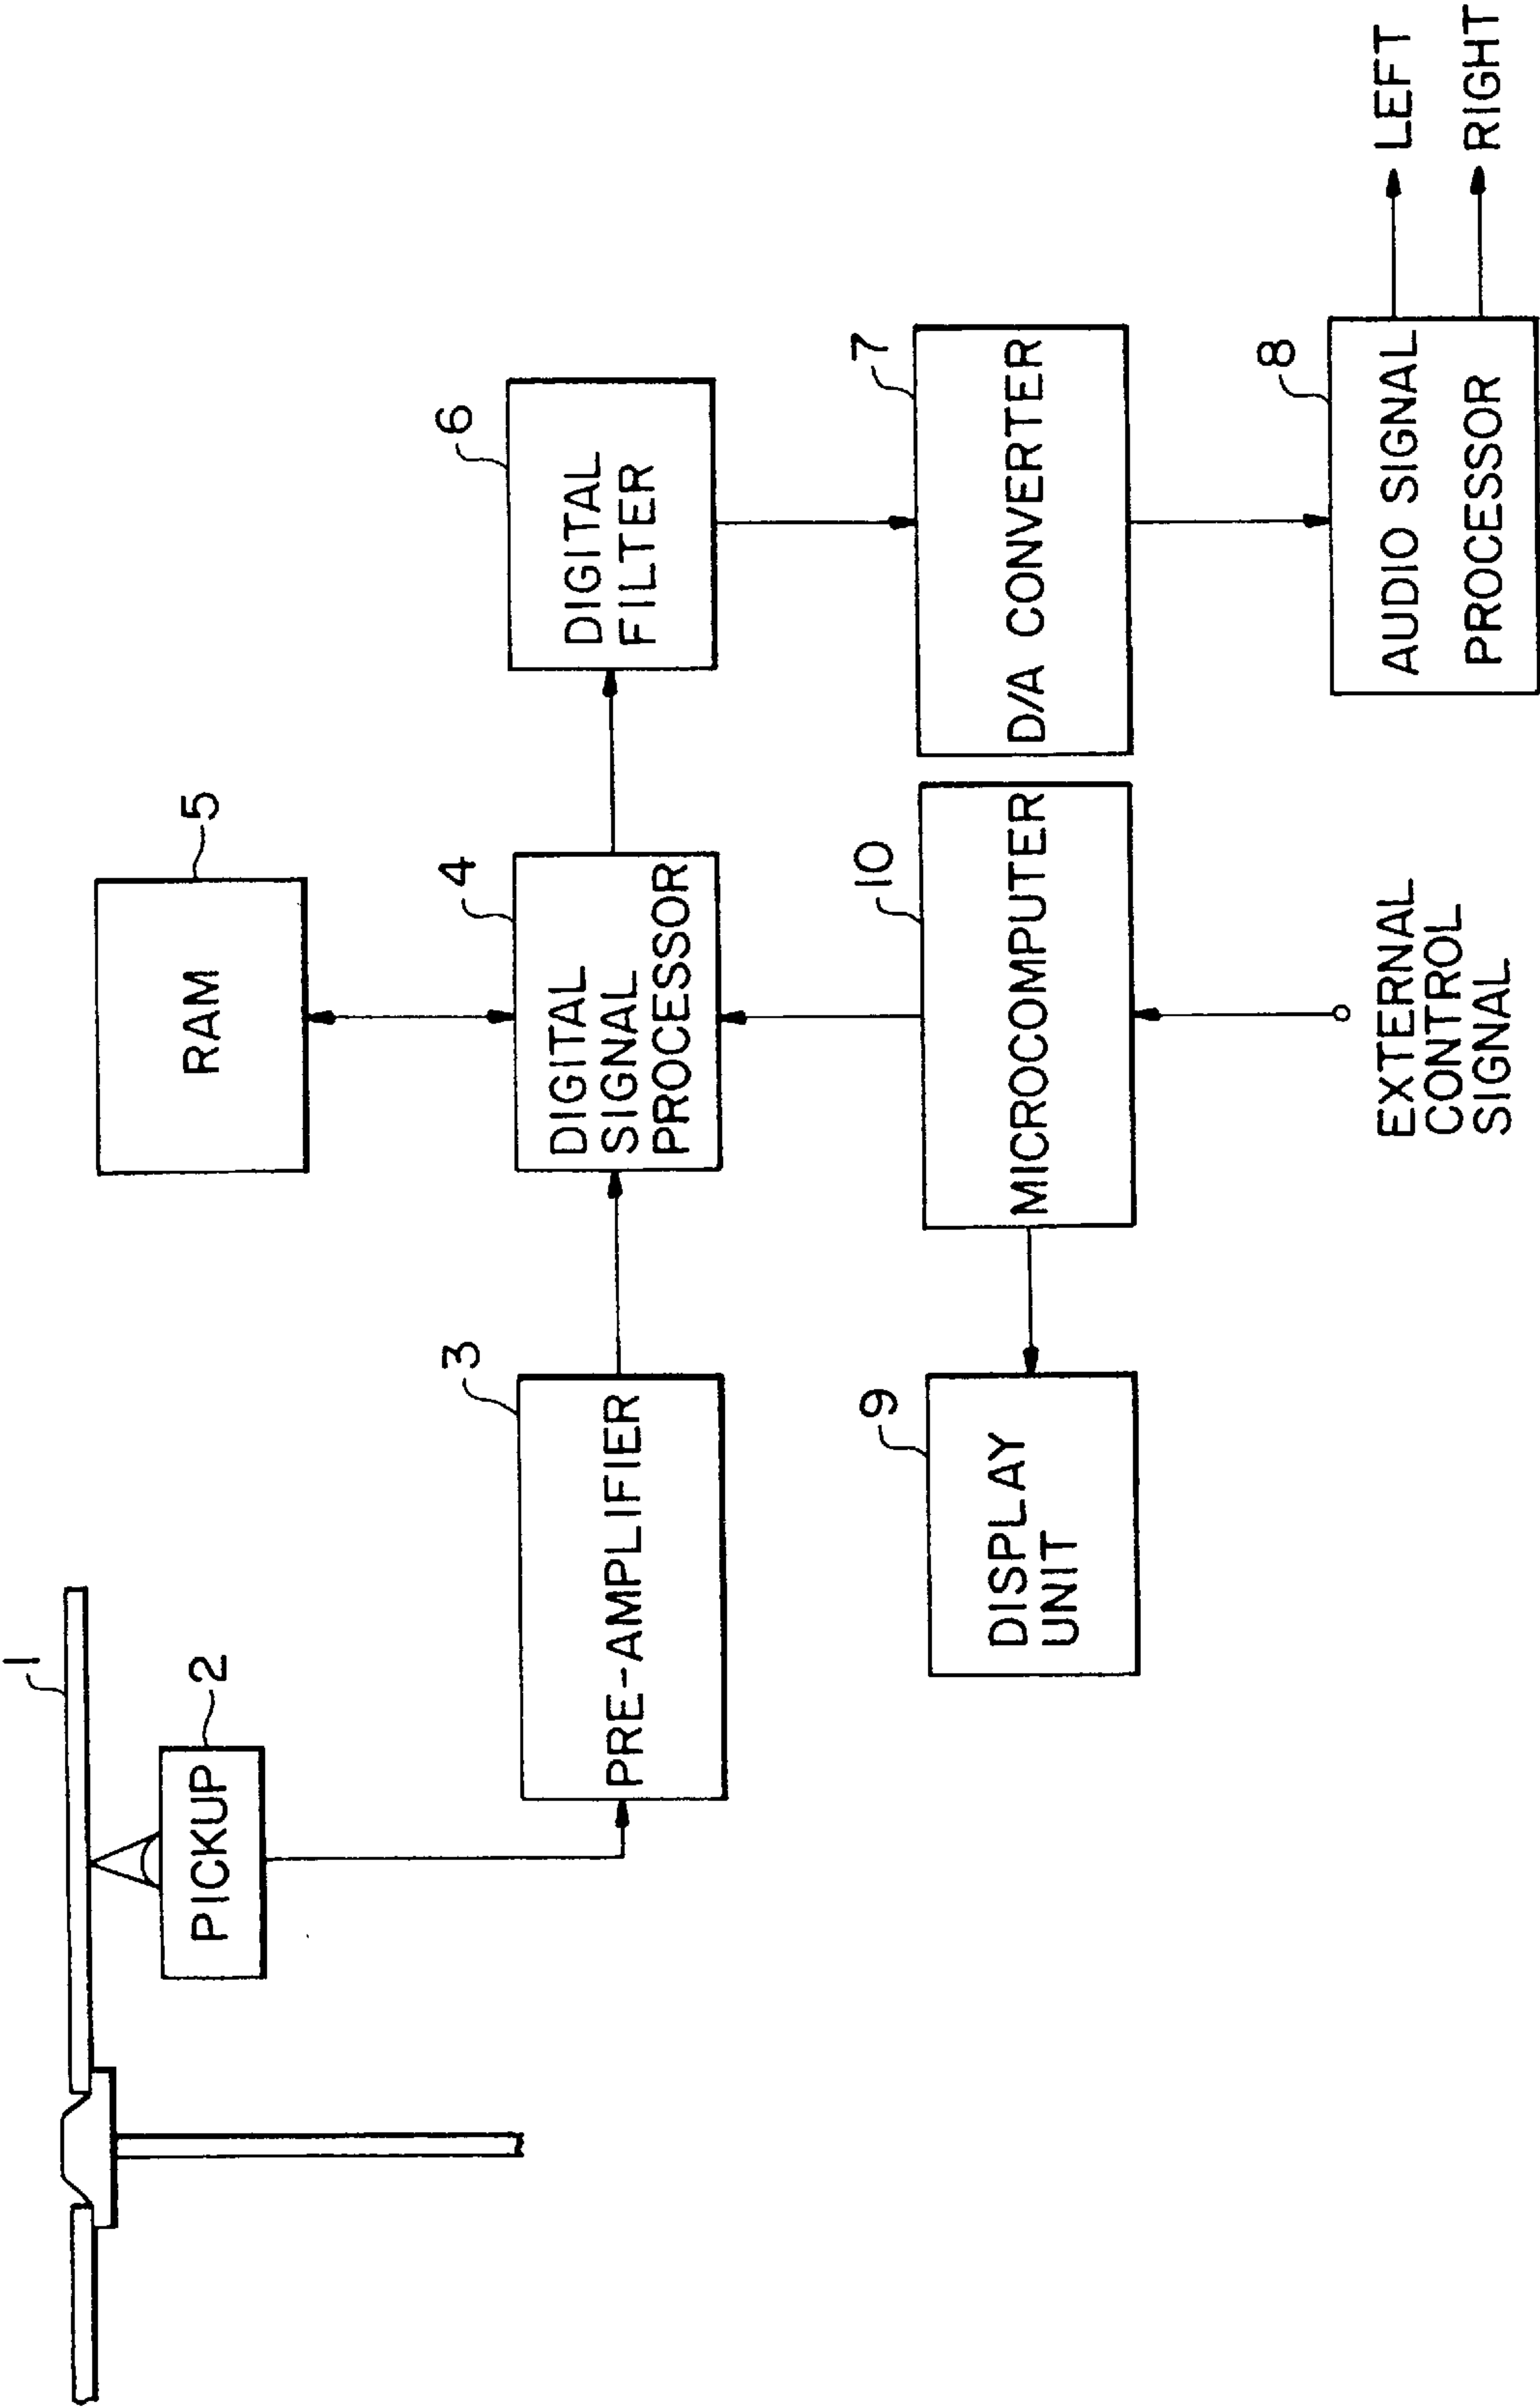 1
PICKUP
2
RAM
5
3
PRE-AMPLIFIER
4
DIGITAL
SIGNAL
PROCESSOR
6
DIGITAL
FILTER
9
DISPLAY
UNIT
10
MICROCOMPUTER
7
D/A CONVERTER
EXTERNAL
CONTROL
SIGNAL
8
AUDIO SIGNAL
PROCESSOR
LEFT
RIGHT